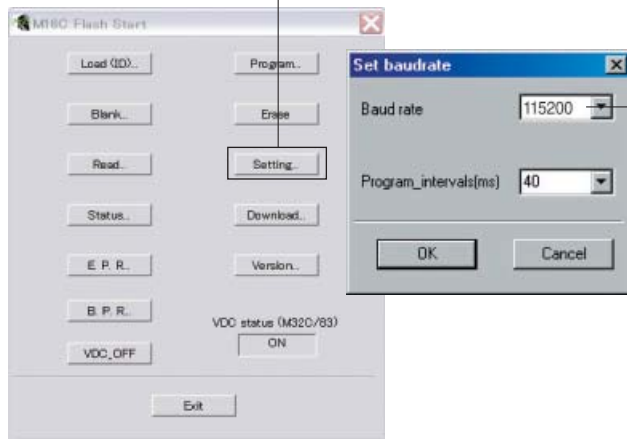 M16C Flash Start
Load (ID)...
Program...
Blank...
Erase
Read...
Setting...
Status...
Download...
E. P. R...
Version...
B. P. R...
VDC status (M32C/83)
ON
VDC_OFF
Exit
Set baudrate
Baud rate
115200
Program_intervals(ms)
40
OK
Cancel